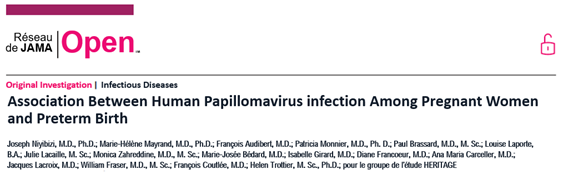 Réseau
de JAMA Open™
Original Investigation | Infectious Diseases
Association Between Human Papillomavirus infection Among Pregnant Women
and Preterm Birth
Joseph Niyibizi, M.D., Ph.D.; Marie-Hélène Mayrand, M.D., Ph.D.; François Audibert, M.D.; Patricia Monnier, M.D., Ph. D.; Paul Brassard, M.D., M. Sc.; Louise Laporte,
B.A.; Julie Lacaille, M. Sc.; Monica Zahreddine, M.D., M. Sc.; Marie-Josée Bédard, M.D.; Isabelle Girard, M.D.; Diane Francoeur, M.D.; Ana Maria Carceller, M.D.;
Jacques Lacroix, M.D.; William Fraser, M.D., M. Sc.; François Coutlée, M.D.; Helen Trottier, M. Sc., Ph.D.; pour le groupe de l'étude HERITAGE